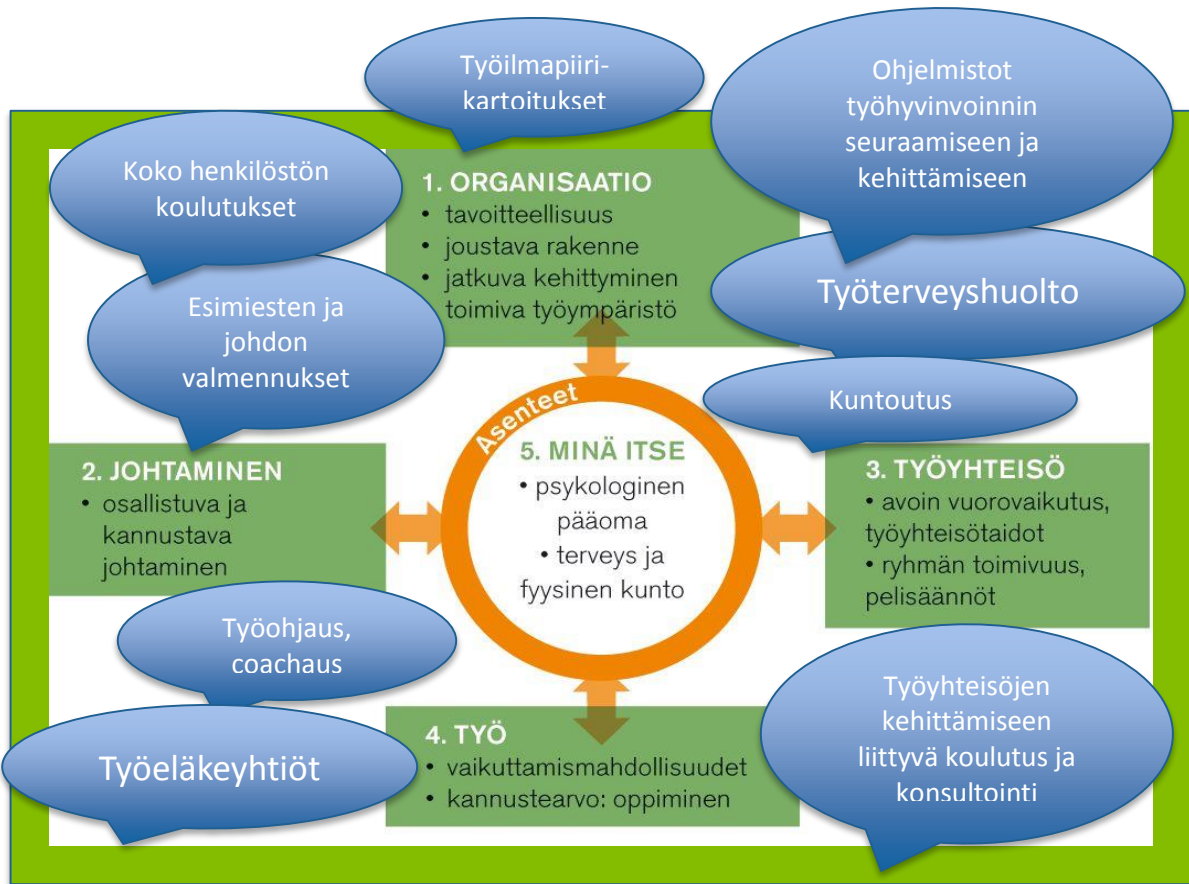 Työilmapiiri-
kartoitukset
Ohjelmistot
työhyvinvoinnin
seuraamiseen ja
kehittämiseen
Koko henkilöstön
koulutukset
1. ORGANISAATIO
• tavoitteellisuus
• joustava rakenne
• jatkuva kehittyminen
toimiva työympäristö
Työterveyshuolto
Esimiesten ja
johdon
valmennukset
Kuntoutus
Asenteet
2. JOHTAMINEN
• osallistuva ja
kannustava
johtaminen
5. MINÄ ITSE
• psykologinen
pääoma
• terveys ja
fyysinen kunto
3. TYÖYHTEISÖ
• avoin vuorovaikutus,
työyhteisötaidot
• ryhmän toimivuus,
pelisäännöt
Työohjaus,
coachaus
Työeläkeyhtiöt
4. TYÖ
• vaikuttamismahdollisuudet
• kannustearvo: oppiminen
Työyhteisöjen
kehittämiseen
liittyvä koulutus ja
konsultointi